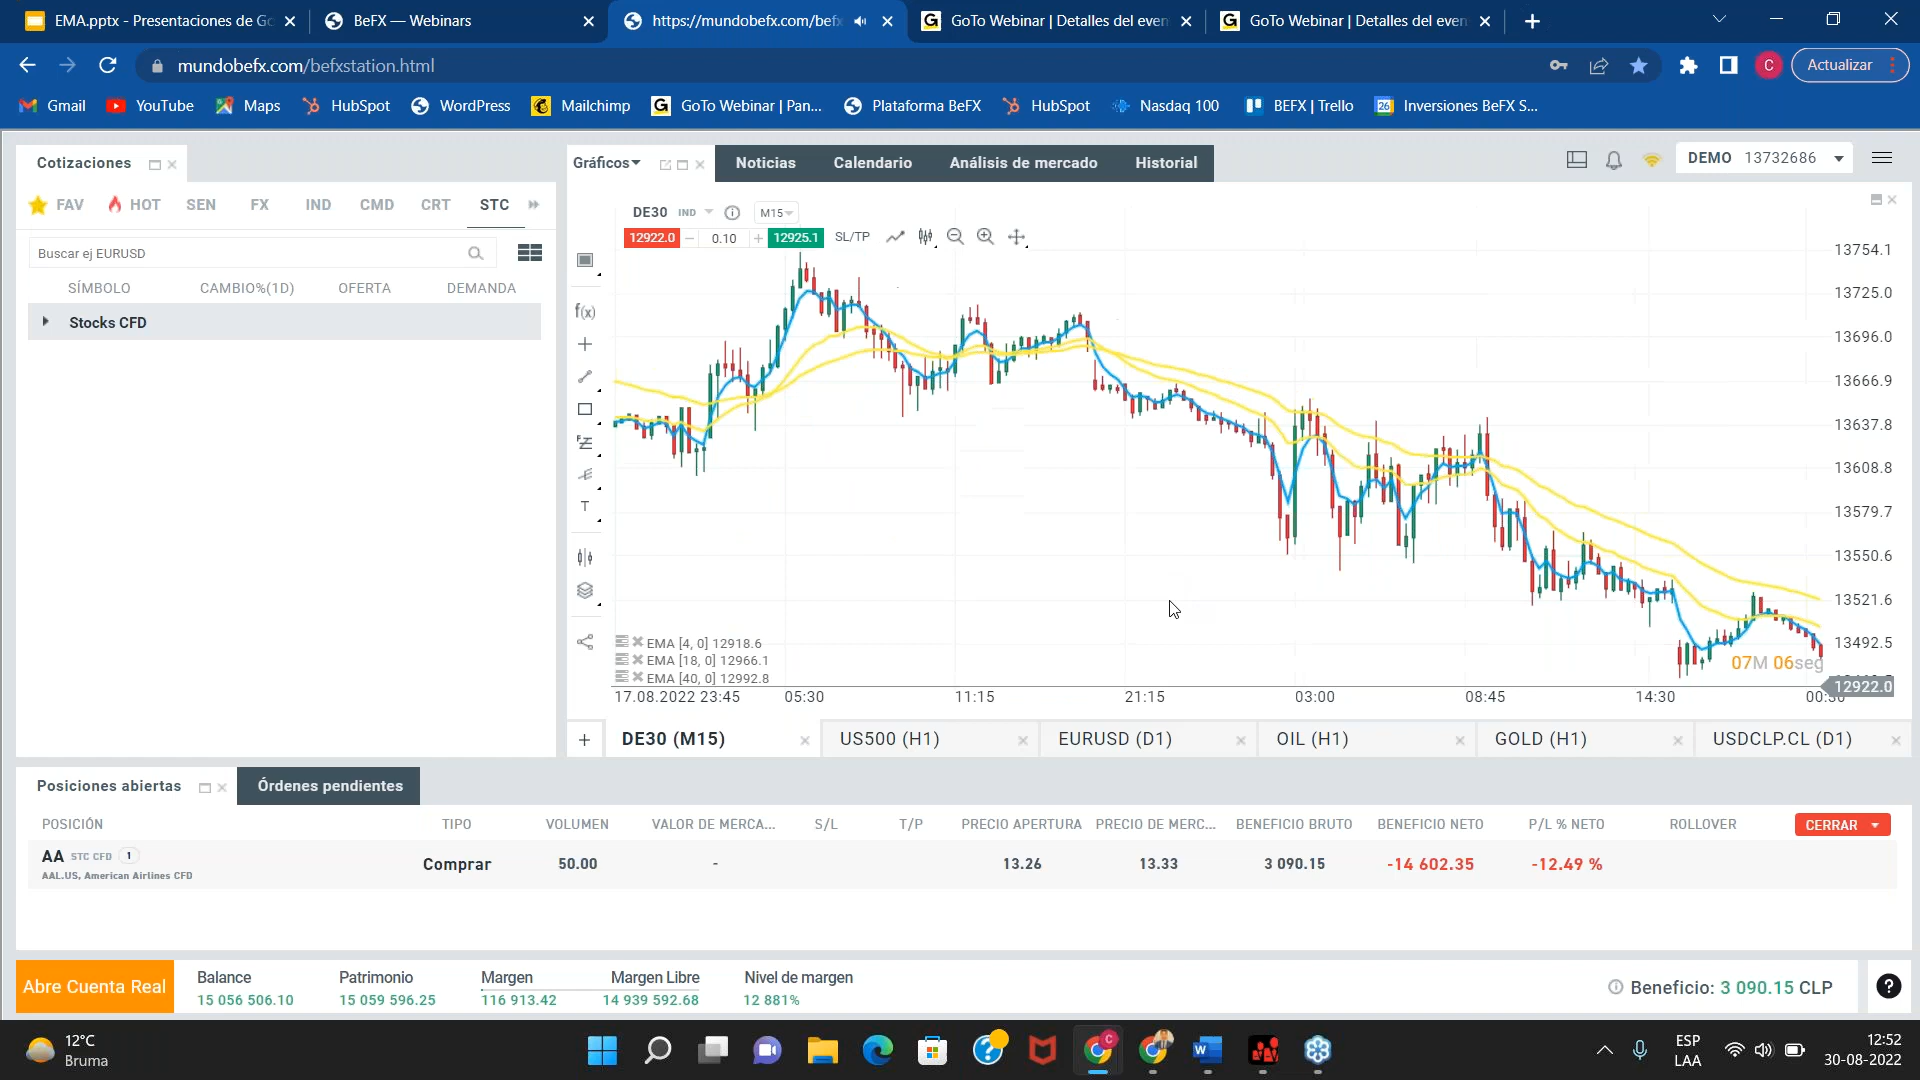 EMA.pptx - Presentaciones de Go
BeFX — Webinars
https://mundobefx.com/befx
GoTo Webinar | Detalles del even
GoTo Webinar | Detalles del even
mundobefx.com/befxstation.html
C
Actualizar
Gmail
YouTube
Maps
HubSpot
WordPress
Mailchimp
GoTo Webinar | Pan...
Plataforma BeFX
HubSpot
Nasdaq 100
BEFX | Trello
26
Inversiones BeFX S...
Cotizaciones
Gráficos
Noticias
Calendario
Análisis de mercado
Historial
DEMO 13732686
FAV
HOT
SEN
FX
IND
CMD
CRT
STC
Buscar ej EURUSD
SÍMBOLO
CAMBIO%(1D)
OFERTA
DEMANDA
Stocks CFD
DE30 IND
M15
12922.0
0.10
12925.1
SL/TP
f(x)
T
13754.1
13725.0
13696.0
13666.9
13637.8
13608.8
13579.7
13550.6
13521.6
13492.5
07M 06seg
12922.0
EMA [4, 0] 12918.6
EMA [18, 0] 12966.1
EMA [40, 0] 12992.8
17.08.2022 23:45
05:30
11:15
21:15
03:00
08:45
14:30
DE30 (M15)
US500 (H1)
EURUSD (D1)
OIL (H1)
GOLD (H1)
USDCLP.CL (D1)
Posiciones abiertas
Órdenes pendientes
POSICIÓN
TIPO
VOLUMEN
VALOR DE MERCA...
S/L
T/P
PRECIO APERTURA
PRECIO DE MERC...
BENEFICIO BRUTO
BENEFICIO NETO
P/L % NETO
ROLLOVER
CERRAR
AA STC CFD 1
AAL.US, American Airlines CFD
Comprar
50.00
-
13.26
13.33
3 090.15
-14 602.35
-12.49 %
Abre Cuenta Real
Balance
15 056 506.10
Patrimonio
15 059 596.25
Margen
116 913.42
Margen Libre
14 939 592.68
Nivel de margen
12 881%
Beneficio: 3 090.15 CLP
12°C
Bruma
ESP
LAA
12:52
30-08-2022